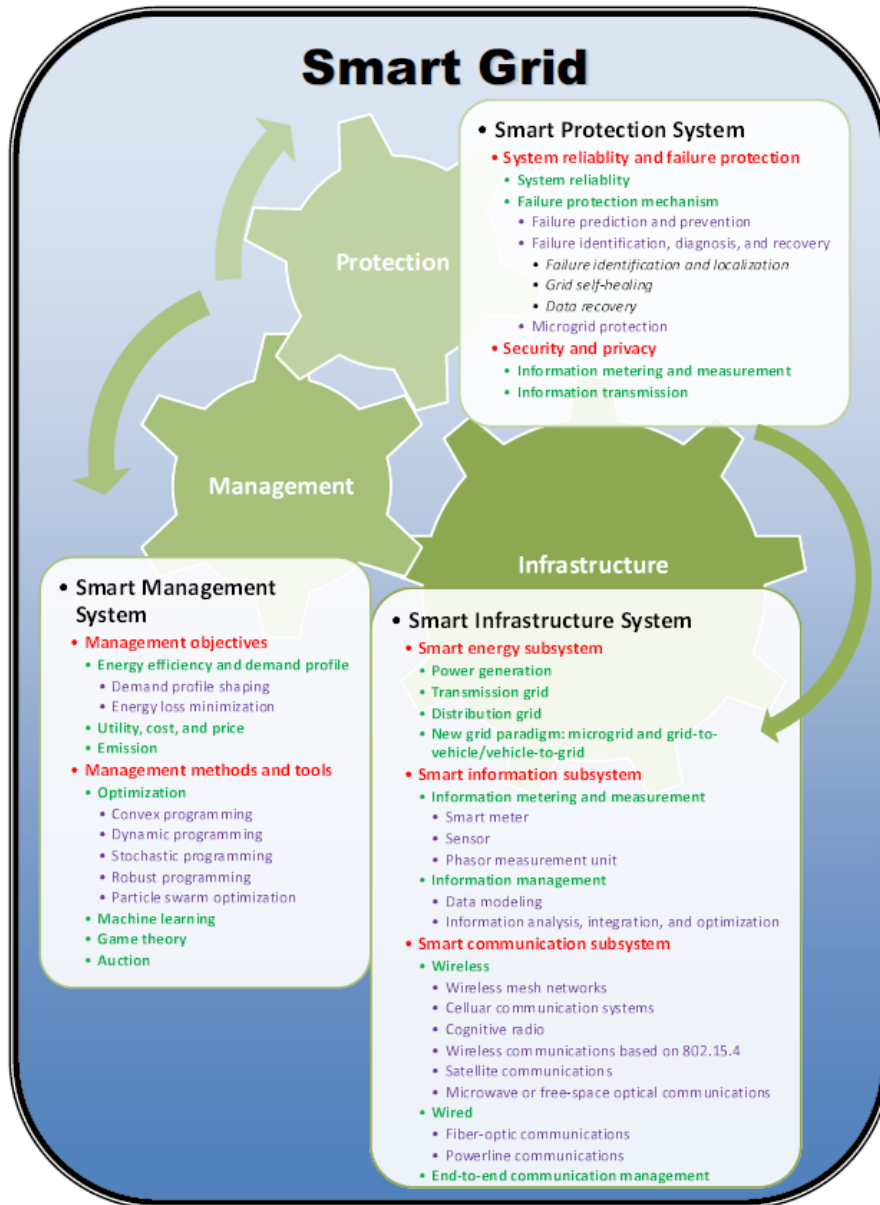 Smart Grid
Protection
• Smart Protection System
• System reliablity and failure protection
• System reliablity
• Failure protection mechanism
• Failure prediction and prevention
• Failure identification, diagnosis, and recovery
• Failure identification and localization
• Grid self-healing
• Data recovery
• Microgrid protection
• Security and privacy
• Information metering and measurement
• Information transmission
Management
Infrastructure
• Smart Management
System
• Management objectives
• Energy efficiency and demand profile
• Demand profile shaping
• Energy loss minimization
• Utility, cost, and price
• Emission
• Management methods and tools
• Optimization
• Convex programming
• Dynamic programming
• Stochastic programming
• Robust programming
• Particle swarm optimization
• Machine learning
• Game theory
• Auction
• Smart Infrastructure System
• Smart energy subsystem
• Power generation
• Transmission grid
• Distribution grid
• New grid paradigm: microgrid and grid-to-
vehicle/vehicle-to-grid
• Smart information subsystem
• Information metering and measurement
• Smart meter
• Sensor
• Phasor measurement unit
• Information management
• Data modeling
• Information analysis, integration, and optimization
• Smart communication subsystem
• Wireless
• Wireless mesh networks
• Celluar communication systems
• Cognitive radio
• Wireless communications based on 802.15.4
• Satellite communications
• Microwave or free-space optical communications
• Wired
• Fiber-optic communications
• Powerline communications
• End-to-end communication management